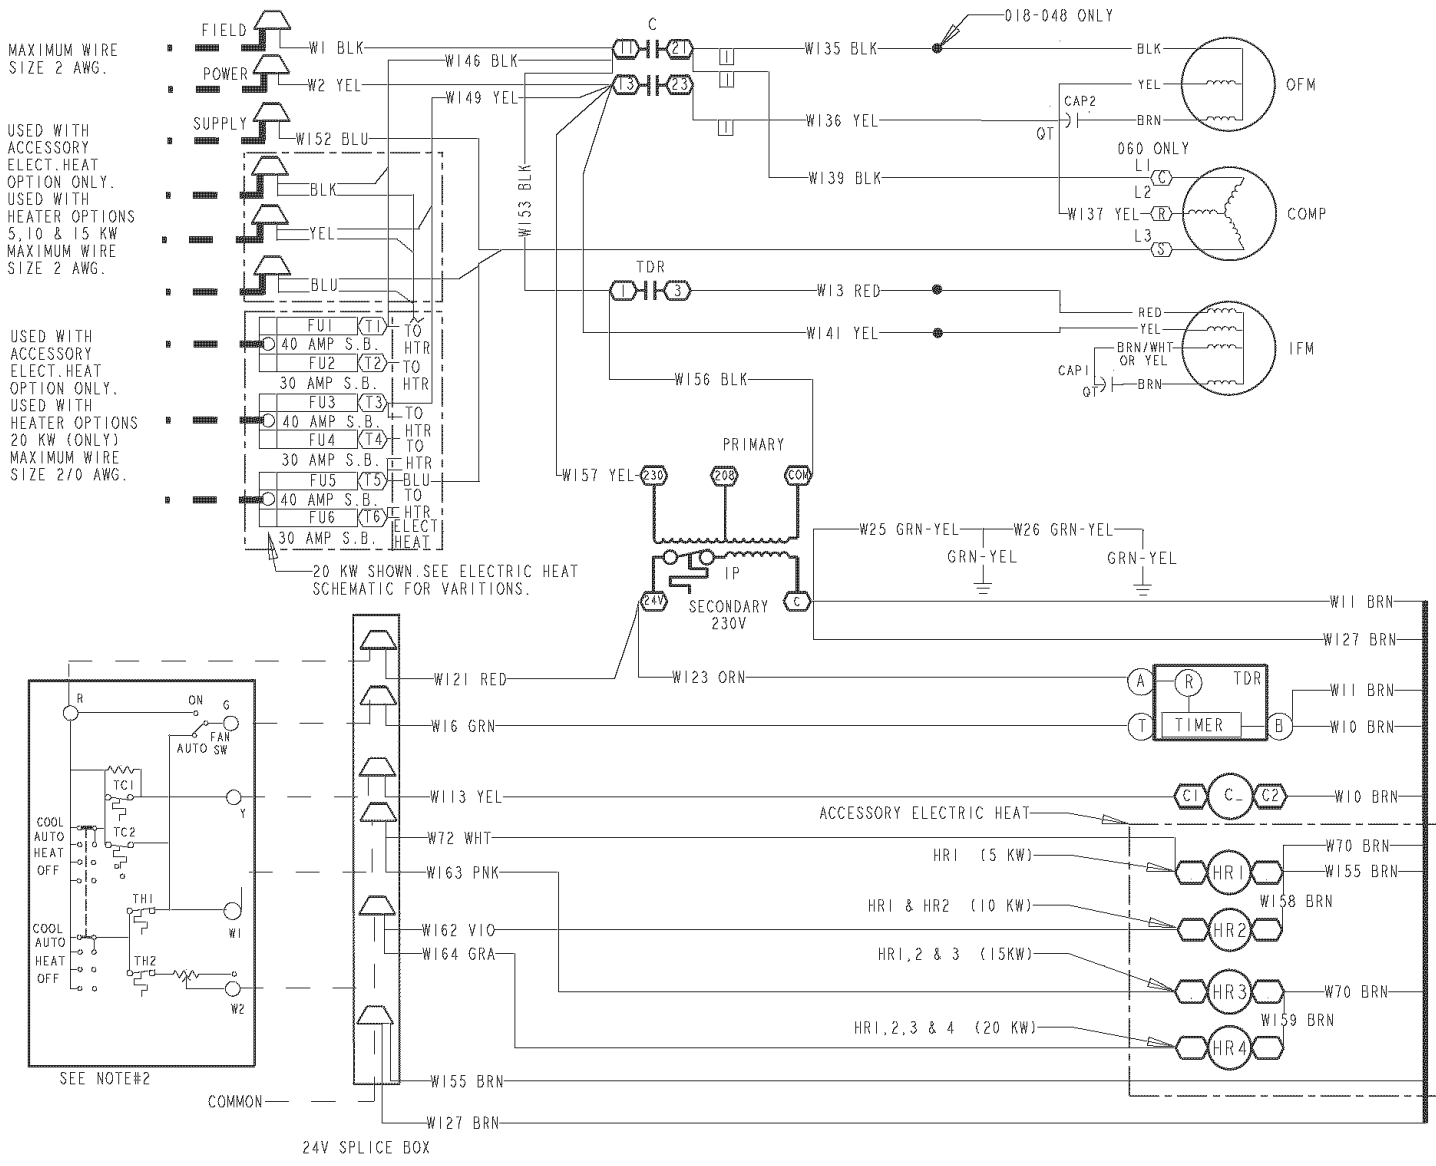 MAXIMUM WIRE
SIZE 2 AWG.
FIELD
POWER
SUPPLY
W1 BLK
W146 BLK
W2 YEL
W149 YEL
W152 BLU
C
11
21
13
23
1
1
1
W135 BLK
018-048 ONLY
BLK
YEL
BRN
OFM
CAP2
QT
W136 YEL
060 ONLY
W139 BLK
L1
C
L2
W137 YEL
R
L3
S
COMP
USED WITH
ACCESSORY
ELECT.HEAT
OPTION ONLY.
USED WITH
HEATER OPTIONS
5,10 & 15 KW
MAXIMUM WIRE
SIZE 2 AWG.
BLK
YEL
BLU
W153 BLK
TDR
1
3
W13 RED
W141 YEL
RED
YEL
BRN/WHT
OR YEL
BRN
CAP1
QT
IFM
W156 BLK
USED WITH
ACCESSORY
ELECT.HEAT
OPTION ONLY.
USED WITH
HEATER OPTIONS
20 KW (ONLY)
MAXIMUM WIRE
SIZE 2/0 AWG.
FU1
T1
TO
HTR
40 AMP S.B.
FU2
T2
TO
HTR
30 AMP S.B.
FU3
T3
TO
HTR
40 AMP S.B.
FU4
T4
TO
HTR
30 AMP S.B.
FU5
T5
BLU
40 AMP S.B.
TO
HTR
FU6
T6
ELECT
HEAT
30 AMP S.B.
20 KW SHOWN.SEE ELECTRIC HEAT
SCHEMATIC FOR VARITIONS.
PRIMARY
W157 YEL
230
208
COM
1P
24V
SECONDARY
230V
C
W25 GRN-YEL
W26 GRN-YEL
GRN-YEL
GRN-YEL
W11 BRN
W127 BRN
W121 RED
W123 ORN
A
R
TDR
W11 BRN
W16 GRN
T
TIMER
B
W10 BRN
W113 YEL
C1
C_
C2
W10 BRN
ACCESSORY ELECTRIC HEAT
W72 WHT
W70 BRN
HR1 (5 KW)
HR1
W155 BRN
W163 PNK
W158 BRN
HR1 & HR2 (10 KW)
W162 VIO
HR2
W164 GRA
HR1,2 & 3 (15KW)
HR3
W70 BRN
W159 BRN
HR1,2,3 & 4 (20 KW)
HR4
W155 BRN
W127 BRN
R
ON
G
AUTO
FAN
SW
TC1
Y
COOL
AUTO
HEAT
OFF
TC2
TH1
W1
COOL
AUTO
HEAT
OFF
TH2
W2
SEE NOTE#2
COMMON
24V SPLICE BOX